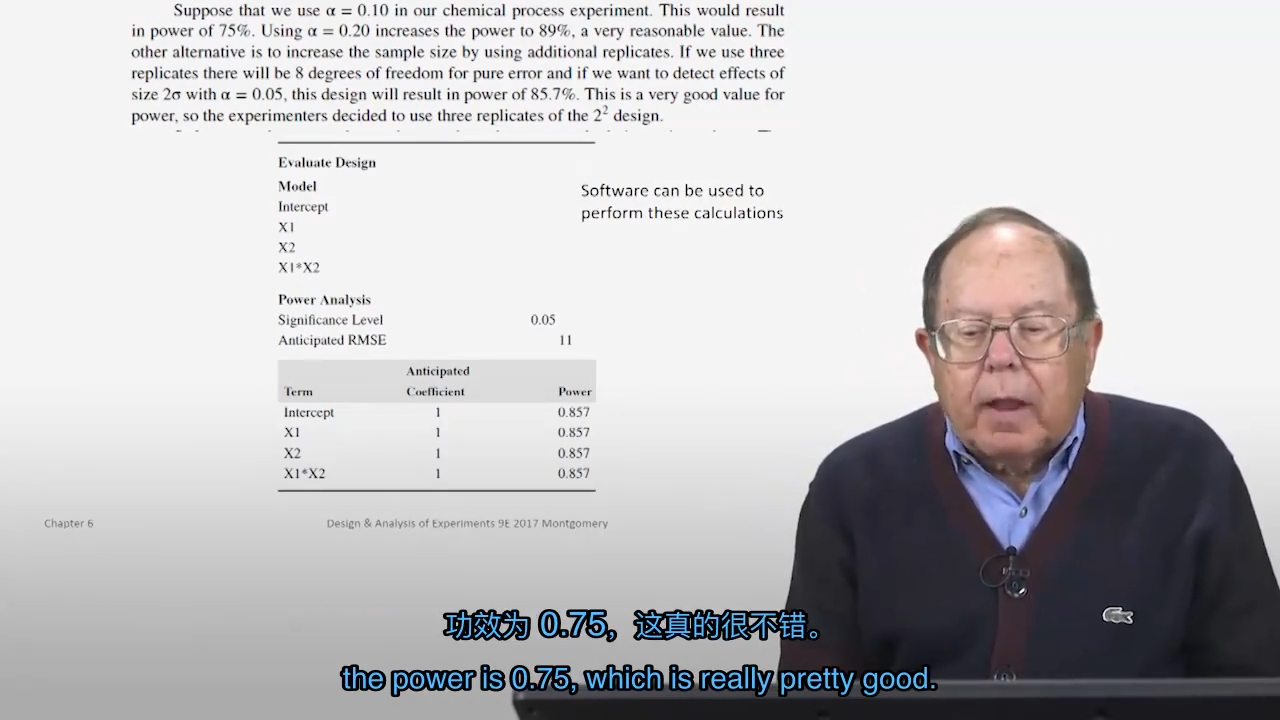 Suppose that we use α = 0.10 in our chemical process experiment. This would result
in power of 75%. Using α = 0.20 increases the power to 89%, a very reasonable value. The
other alternative is to increase the sample size by using additional replicates. If we use three
replicates there will be 8 degrees of freedom for pure error and if we want to detect effects of
size 2σ with α = 0.05, this design will result in power of 85.7%. This is a very good value for
power, so the experimenters decided to use three replicates of the 2² design.
Evaluate Design
Model
Intercept
X1
X2
X1*X2
Software can be used to
perform these calculations
Power Analysis
Significance Level 0.05
Anticipated RMSE 11
Anticipated
Term Coefficient Power
Intercept 1 0.857
X1 1 0.857
X2 1 0.857
X1*X2 1 0.857
Chapter 6
Design & Analysis of Experiments 9E 2017 Montgomery
功效为 0.75，这真的很不错。
the power is 0.75, which is really pretty good.